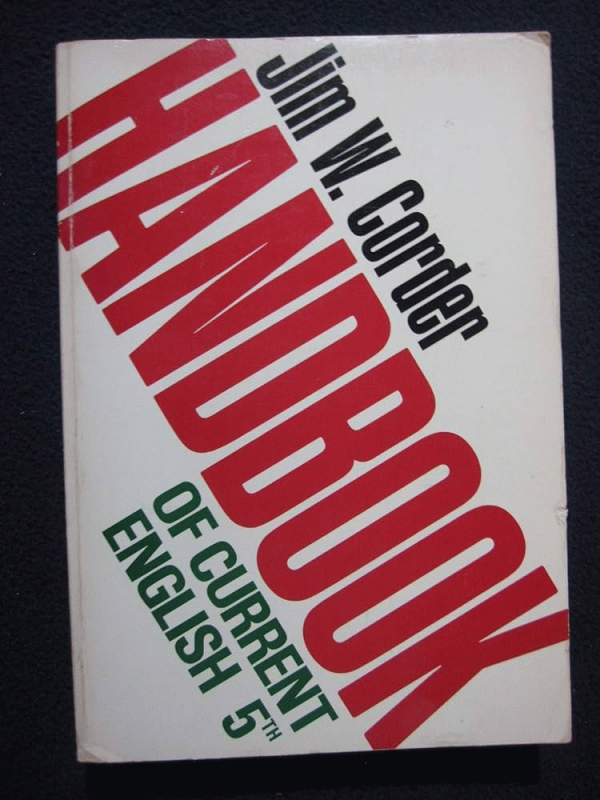 Jim W. Corder
HANDBOOK
OF CURRENT
ENGLISH 5TH